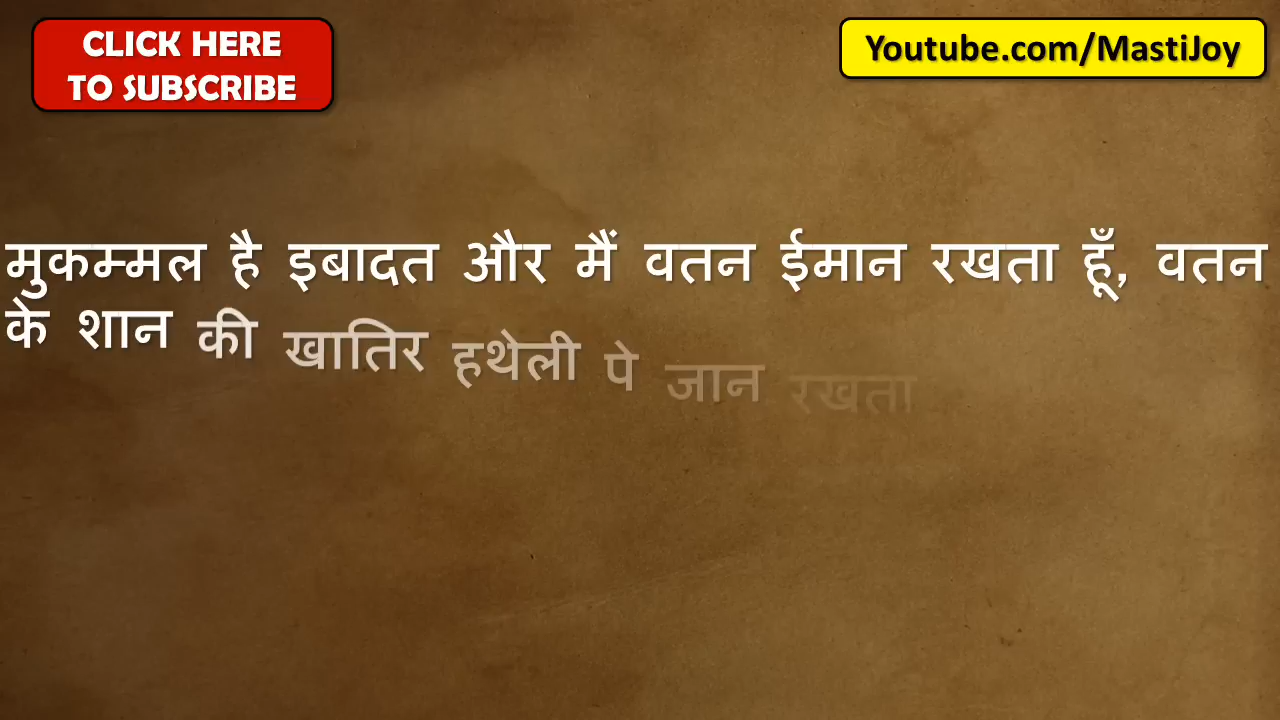 CLICK HERE
TO SUBSCRIBE
Youtube.com/MastiJoy
मुकम्मल है इबादत और मैं वतन ईमान रखता हूँ, वतन
के शान की खातिर हथेली पे जान रखता